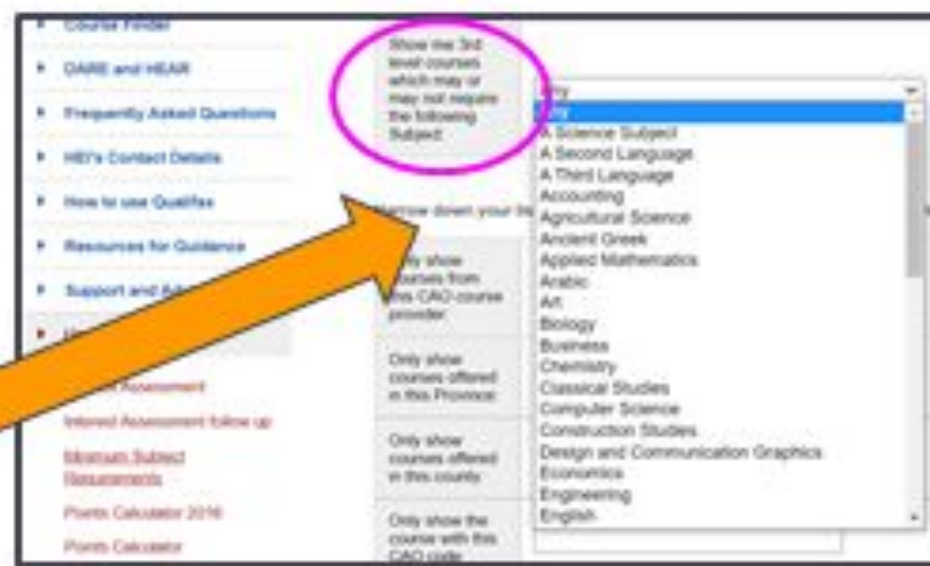 Course Finder
DARE and HEAR
Frequently Asked Questions
HEI's Contact Details
How to use Qualifax
Resources for Guidance
Support and
Assessment
Interest Assessment follow up
Minimum Subject
Requirements
Points Calculator 2016
Points Calculator
Show me 3rd
level courses
which may or
may not require
the following
Subject:
Any
A Science Subject
A Second Language
A Third Language
Accounting
Agricultural Science
Ancient Greek
Applied Mathematics
Arabic
Art
Biology
Business
Chemistry
Classical Studies
Computer Science
Construction Studies
Design and Communication Graphics
Economics
Engineering
English
down your
show
courses from
this CAO course
provider:
Only show
courses offered
in this Province:
Only show
courses offered
in this county:
Only show the
course with this
CAO code